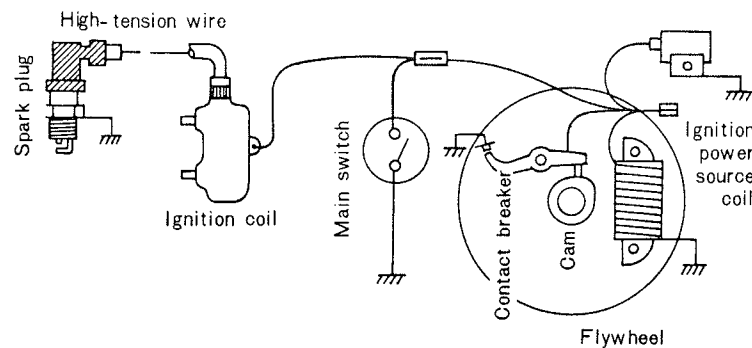 High-tension wire
Spark plug
Ignition coil
Main switch
Contact breaker
Cam
Ignition
power
source
coil
Flywheel